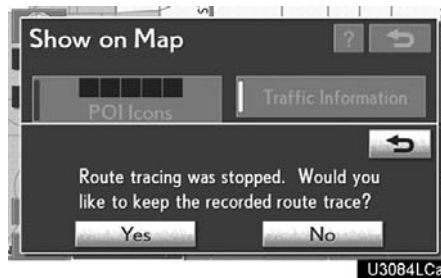 Show on Map
?
POI Icons
Traffic Information
Route tracing was stopped. Would you
like to keep the recorded route trace?
Yes
No
U3084LCa